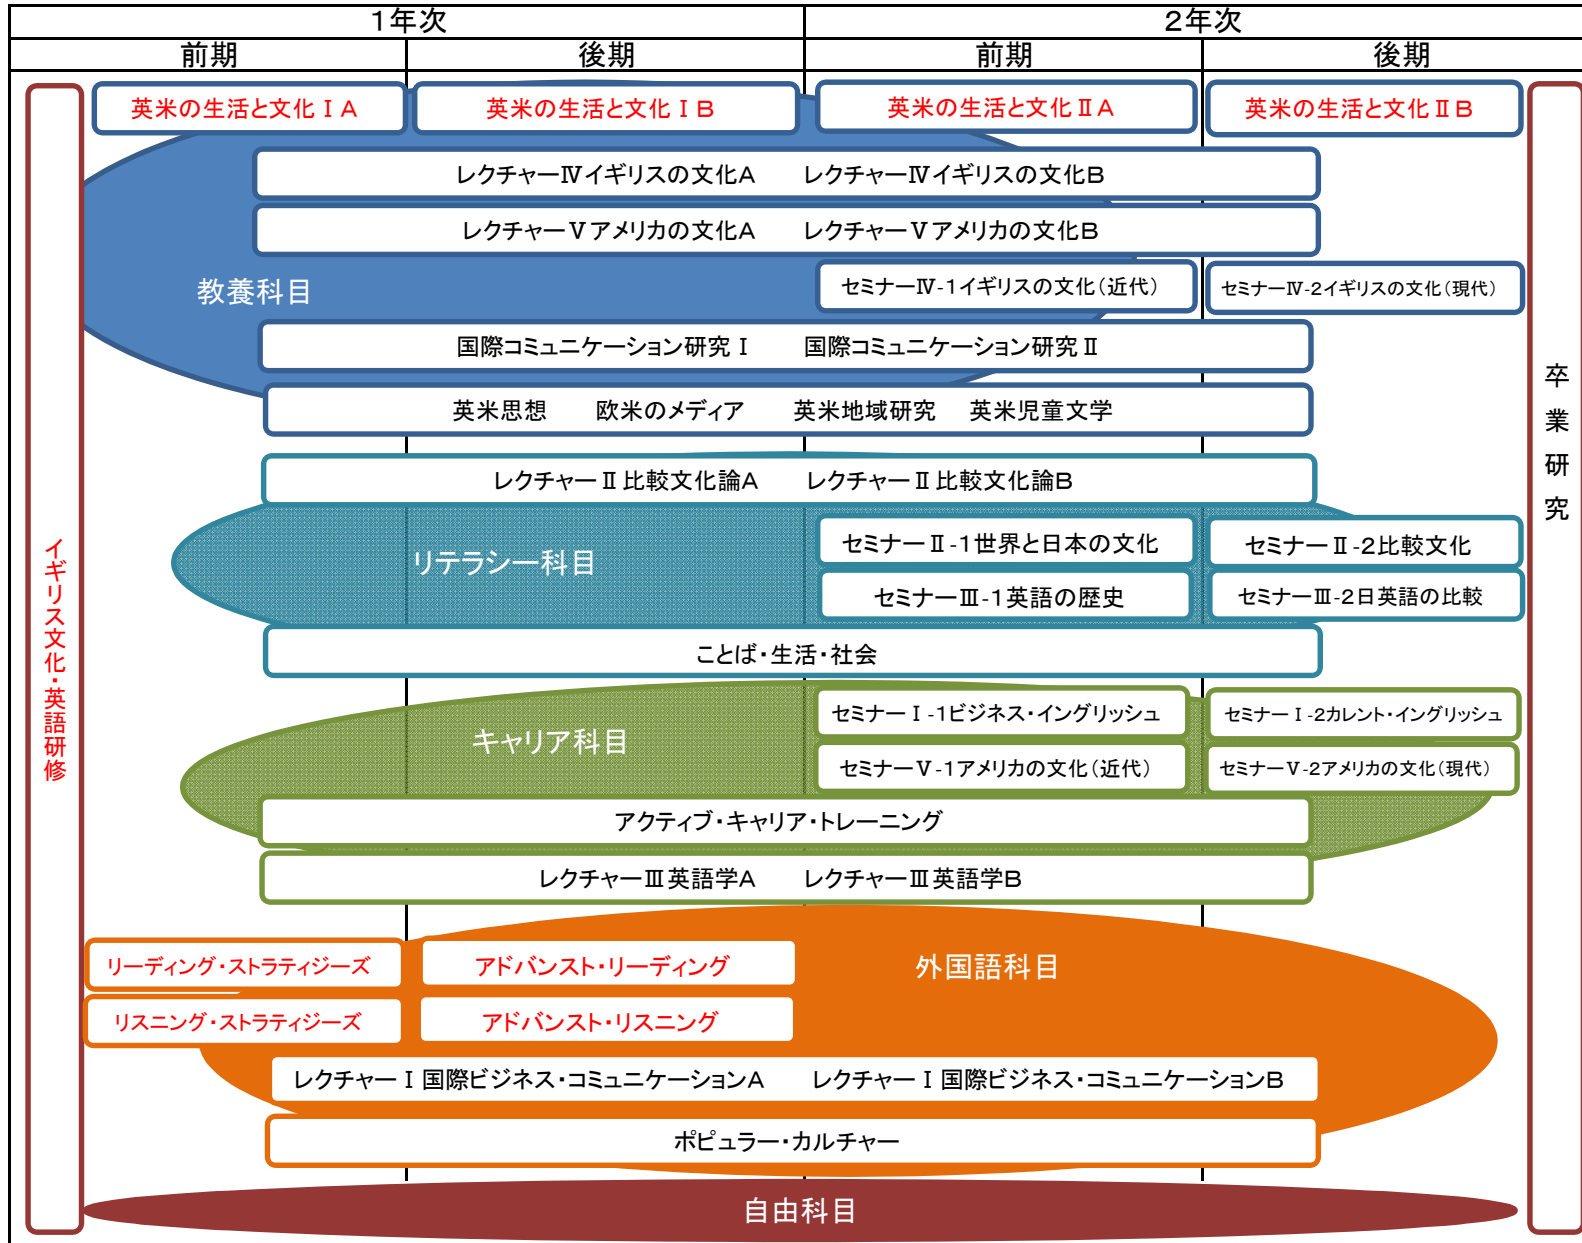 1年次
2年次
前期
後期
前期
後期
英米の生活と文化ⅠA
英米の生活と文化ⅠB
英米の生活と文化ⅡA
英米の生活と文化ⅡB
レクチャーⅣイギリスの文化A レクチャーⅣイギリスの文化B
レクチャーⅤアメリカの文化A レクチャーⅤアメリカの文化B
教養科目
セミナーⅣ-1イギリスの文化(近代)
セミナーⅣ-2イギリスの文化(現代)
国際コミュニケーション研究Ⅰ 国際コミュニケーション研究Ⅱ
英米思想 欧米のメディア 英米地域研究 英米児童文学
レクチャーⅡ比較文化論A レクチャーⅡ比較文化論B
リテラシー科目
セミナーⅡ-1世界と日本の文化
セミナーⅡ-2比較文化
セミナーⅢ-1英語の歴史
セミナーⅢ-2日英語の比較
ことば・生活・社会
キャリア科目
セミナーⅠ-1ビジネス・イングリッシュ
セミナーⅠ-2カレント・イングリッシュ
セミナーⅤ-1アメリカの文化(近代)
セミナーⅤ-2アメリカの文化(現代)
アクティブ・キャリア・トレーニング
レクチャーⅢ英語学A レクチャーⅢ英語学B
リーディング・ストラティジーズ
アドバンスト・リーディング
外国語科目
リスニング・ストラティジーズ
アドバンスト・リスニング
レクチャーⅠ国際ビジネス・コミュニケーションA レクチャーⅠ国際ビジネス・コミュニケーションB
ポピュラー・カルチャー
自由科目
イギリス文化・英語研修
卒業研究